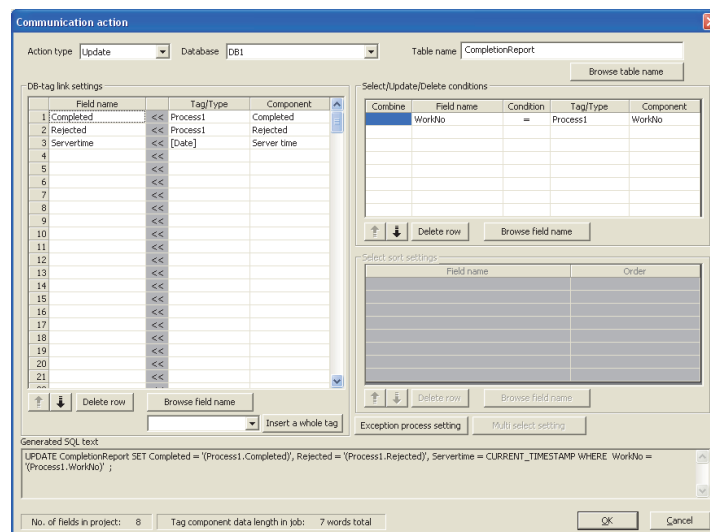 Communication action
Action type Update Database DB1 Table name CompletionReport
Browse table name
DB-tag link settings
Field name Tag/Type Component
1 Completed << Process1 Completed
2 Rejected << Process1 Rejected
3 Servertime << [Date] Server time
4 <<
5 <<
6 <<
7 <<
8 <<
9 <<
10 <<
11 <<
12 <<
13 <<
14 <<
15 <<
16 <<
17 <<
18 <<
19 <<
20 <<
21 <<
Delete row Browse field name
Insert a whole tag
Select/Update/Delete conditions
Combine Field name Condition Tag/Type Component
WorkNo = Process1 WorkNo
Delete row Browse field name
Select sort settings
Field name Order
Delete row Browse field name
Exception process setting Multi select setting
Generated SQL text
UPDATE CompletionReport SET Completed = '(Process1.Completed)', Rejected = '(Process1.Rejected)', Servertime = CURRENT_TIMESTAMP WHERE WorkNo =
'(Process1.WorkNo)' ;
No. of fields in project: 8 Tag component data length in job: 7 words total
OK Cancel